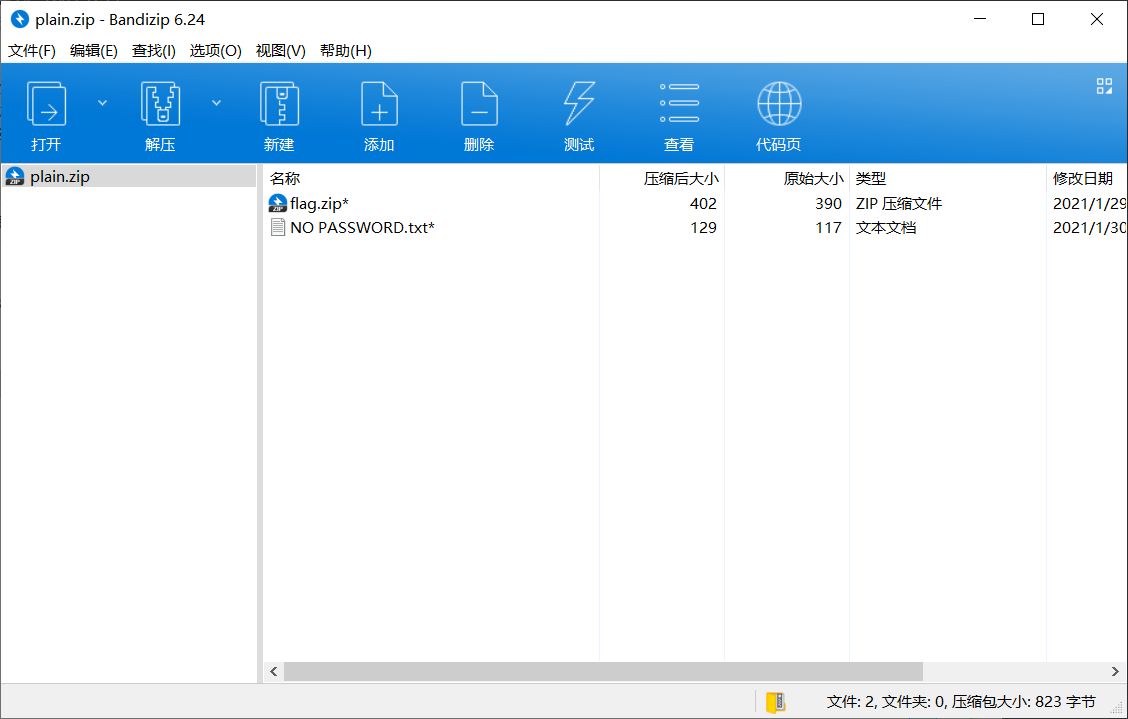 plain.zip - Bandizip 6.24
文件(F) 编辑(E) 查找(I) 选项(O) 视图(V) 帮助(H)
打开 解压 新建 添加 删除 测试 查看 代码页
plain.zip
名称 压缩后大小 原始大小 类型 修改日期
flag.zip* 402 390 ZIP 压缩文件 2021/1/29
NO PASSWORD.txt* 129 117 文本文档 2021/1/30
文件: 2, 文件夹: 0, 压缩包大小: 823 字节